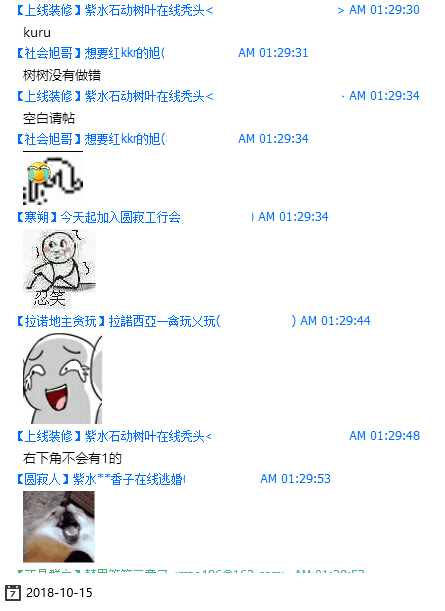 【上线装修】紫水石动树叶在线秃头< > AM 01:29:30
kuru
【社会旭哥】想要红kkr的旭( AM 01:29:31
树树没有做错
【上线装修】紫水石动树叶在线秃头< AM 01:29:34
空白请帖
【社会旭哥】想要红kkr的旭( AM 01:29:34
【寒朔】今天起加入圆寂工行会 ) AM 01:29:34
忍笑
【拉诺地主贪玩】拉諾西亞一貪玩乂玩( ) AM 01:29:44
【上线装修】紫水石动树叶在线秃头< AM 01:29:48
右下角不会有1的
【圆寂人】紫水**香子在线逃婚( AM 01:29:53
7 2018-10-15